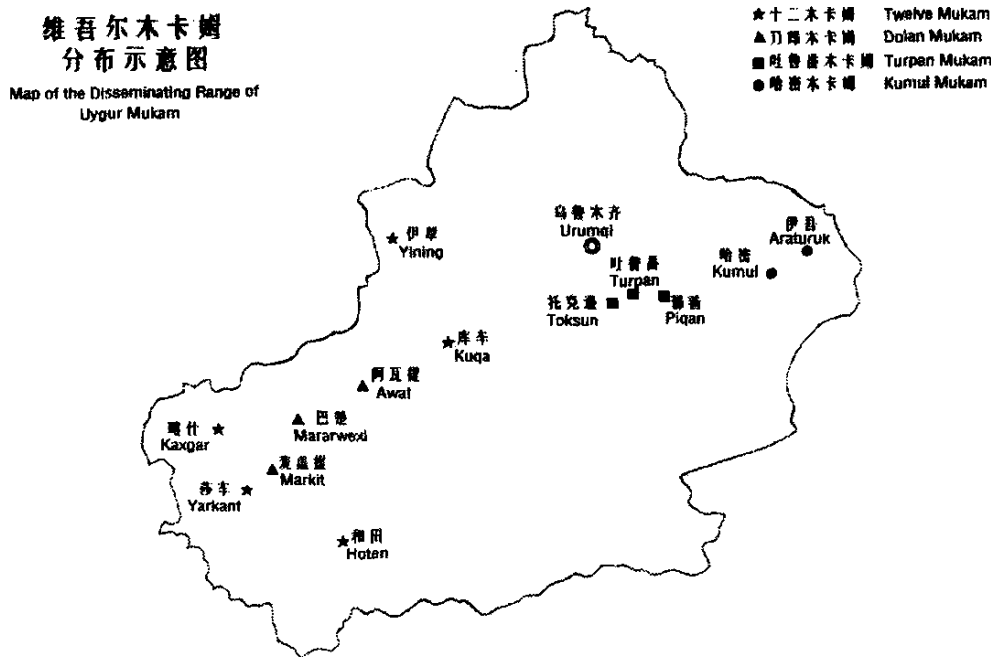 维吾尔木卡姆
分布示意图
Map of the Disseminating Range of
Uygur Mukam
★十二木卡姆 Twelve Mukam
▲刀郎木卡姆 Dolan Mukam
■吐鲁番木卡姆 Turpan Mukam
●哈密木卡姆 Kumul Mukam
乌鲁木齐
Urumqi
伊犁
Yining
伊吾
Araturuk
哈密
Kumul
吐鲁番
Turpan
托克逊
Toksun
鄯善
Piqan
库车
Kuqa
阿瓦提
Awat
巴楚
Mararwexi
喀什
Kaxgar
麦盖提
Markit
莎车
Yarkant
和田
Hotan